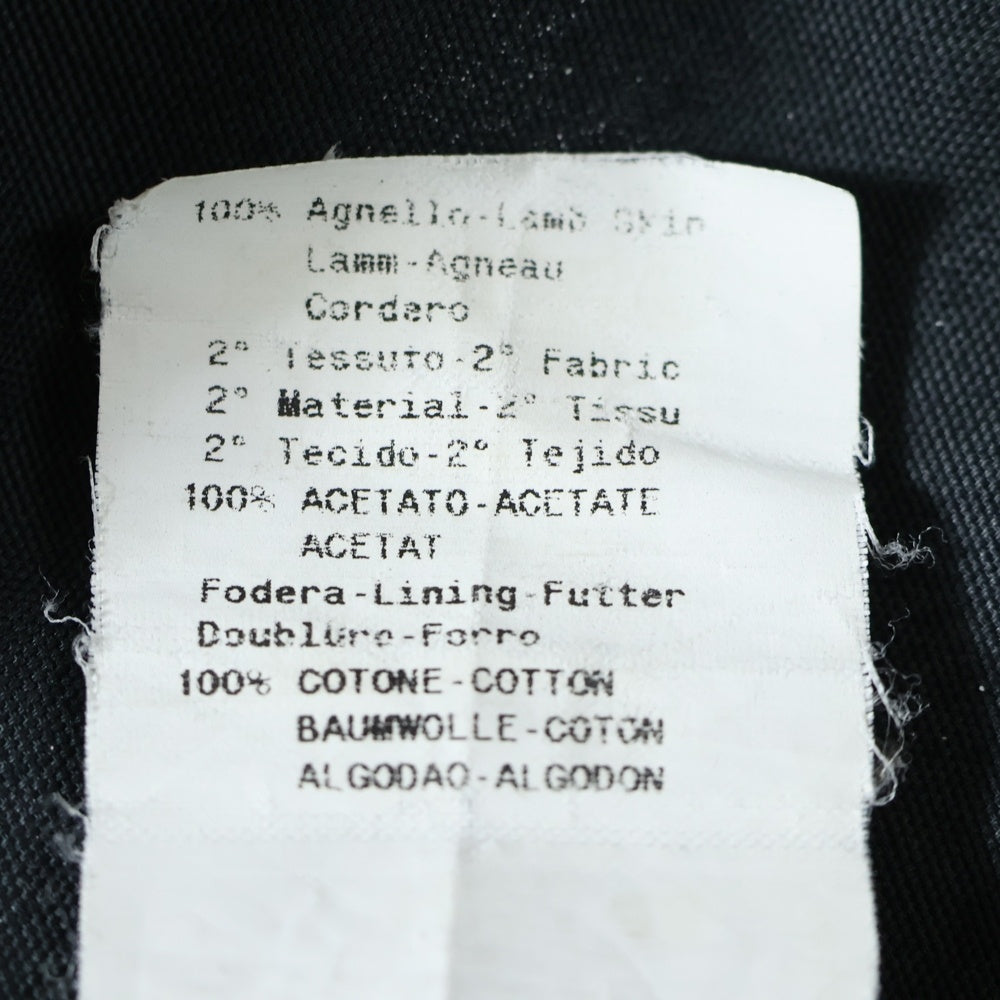 100% Agnello-Lamb Skin
Lamm-Agneau
Cordero
2° Tessuto-2° Fabric
2° Material-2° Tissu
2° Tecido-2° Tejido
100% ACETATO-ACETATE
ACETAT
Fodera-Lining-Futter
Doublure-Forro
100% COTONE-COTTON
BAUMWOLLE-COTON
ALGODAO-ALGODON